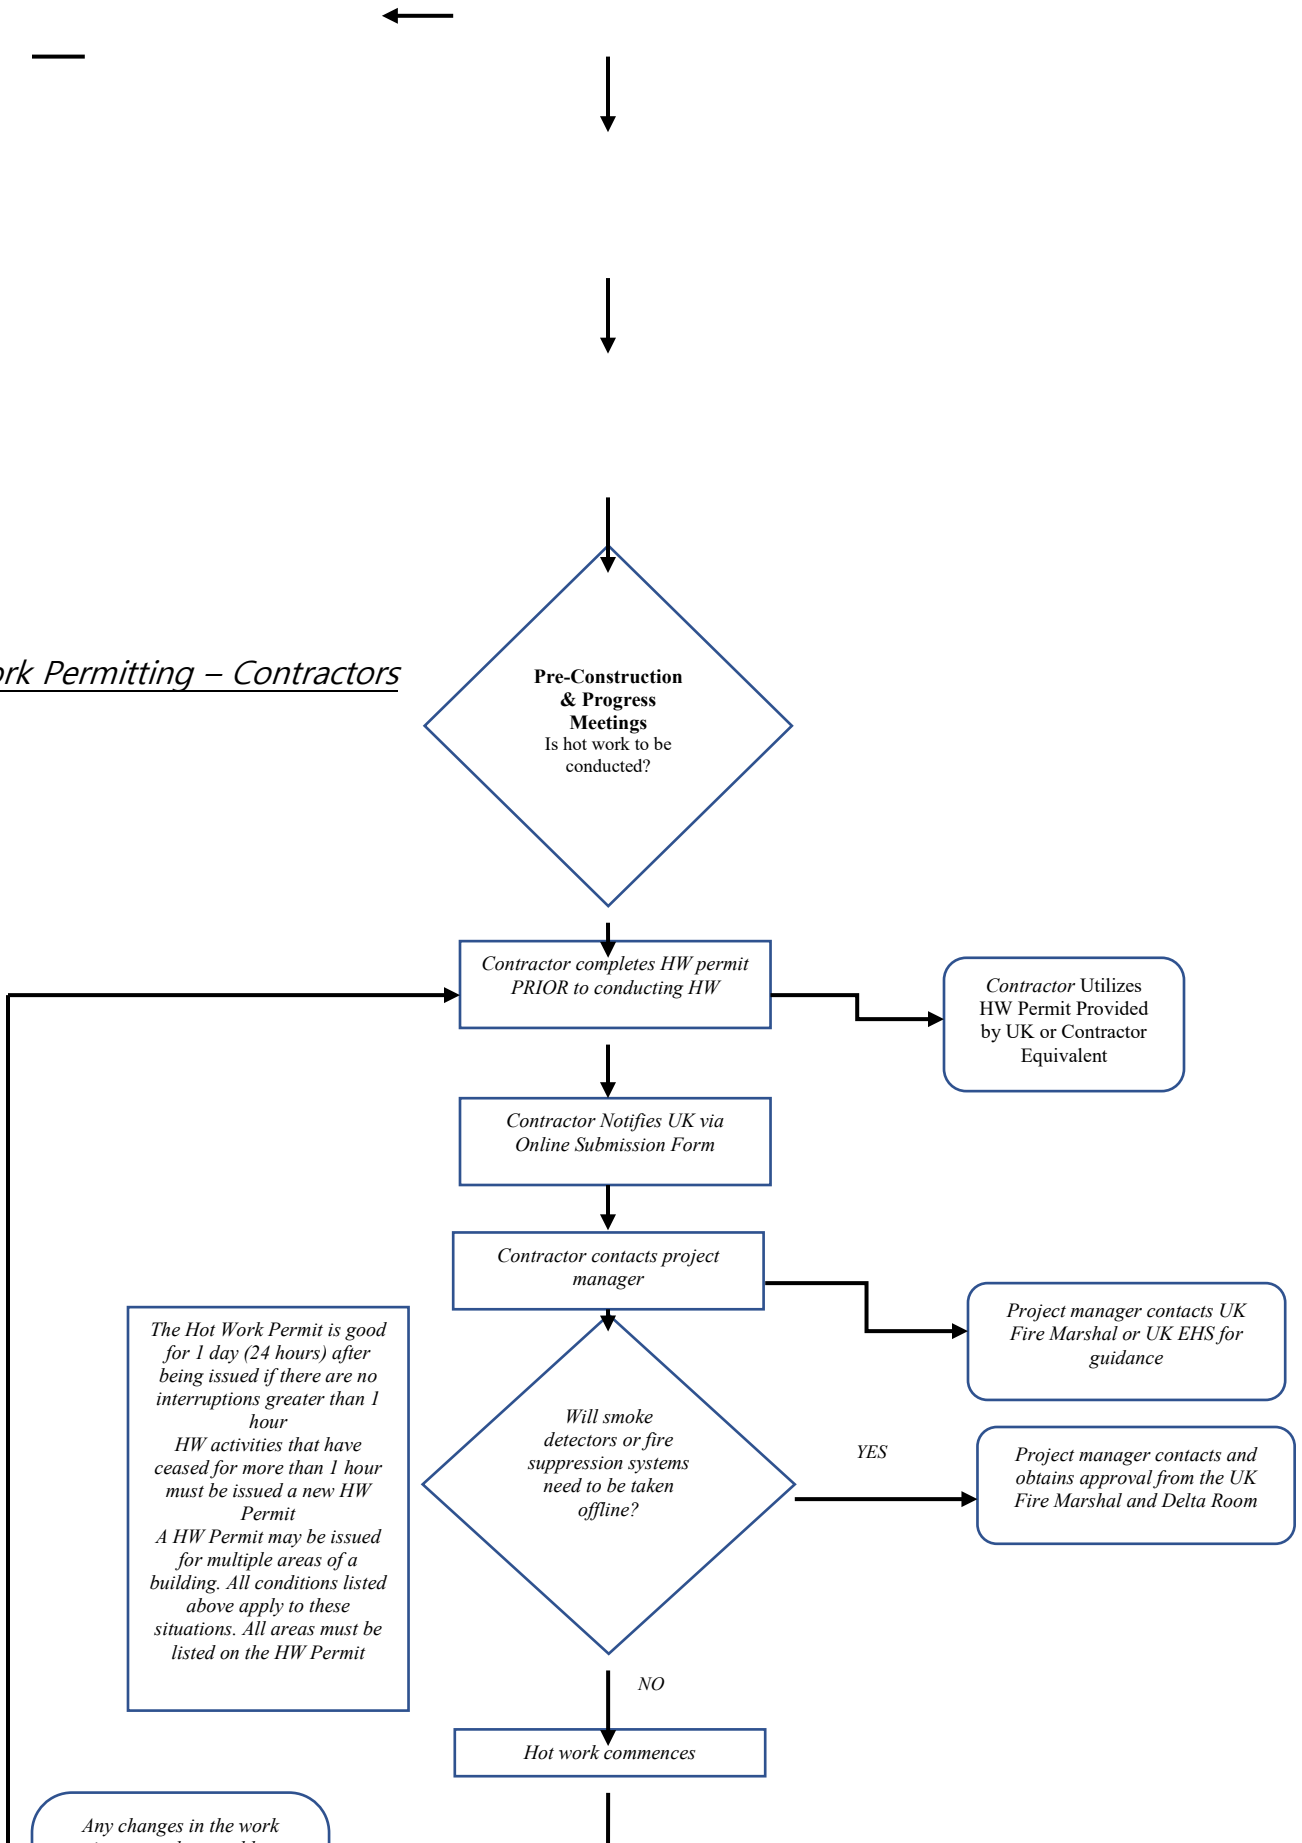 ork Permitting – Contractors
Pre-Construction
& Progress
Meetings
Is hot work to be
conducted?
Contractor completes HW permit
PRIOR to conducting HW
Contractor Utilizes
HW Permit Provided
by UK or Contractor
Equivalent
Contractor Notifies UK via
Online Submission Form
Contractor contacts project
manager
Project manager contacts UK
Fire Marshal or UK EHS for
guidance
The Hot Work Permit is good
for 1 day (24 hours) after
being issued if there are no
interruptions greater than 1
hour
HW activities that have
ceased for more than 1 hour
must be issued a new HW
Permit
A HW Permit may be issued
for multiple areas of a
building. All conditions listed
above apply to these
situations. All areas must be
listed on the HW Permit
Will smoke
detectors or fire
suppression systems
need to be taken
offline?
YES
Project manager contacts and
obtains approval from the UK
Fire Marshal and Delta Room
NO
Hot work commences
Any changes in the work